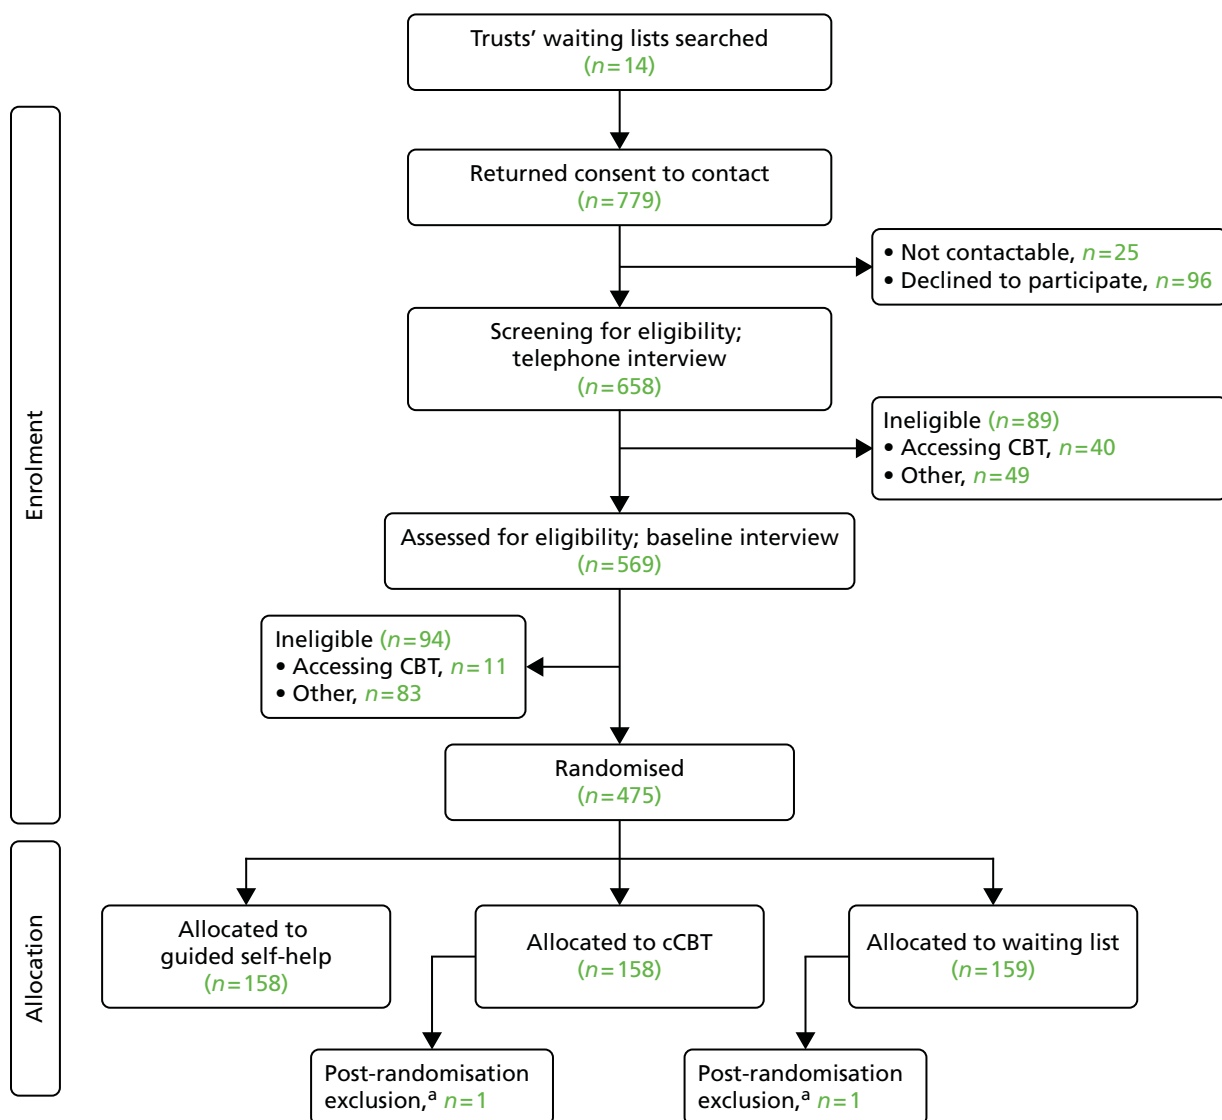 Trusts' waiting lists searched
(n=14)
Returned consent to contact
(n=779)
• Not contactable, n=25
• Declined to participate, n=96
Screening for eligibility;
telephone interview
(n=658)
Ineligible (n=89)
• Accessing CBT, n=40
• Other, n=49
Enrolment
Assessed for eligibility; baseline interview
(n=569)
Ineligible (n=94)
• Accessing CBT, n=11
• Other, n=83
Randomised
(n=475)
Allocation
Allocated to
guided self-help
(n=158)
Allocated to cCBT
(n=158)
Allocated to waiting list
(n=159)
Post-randomisation
exclusion,ᵃ n=1
Post-randomisation
exclusion,ᵃ n=1